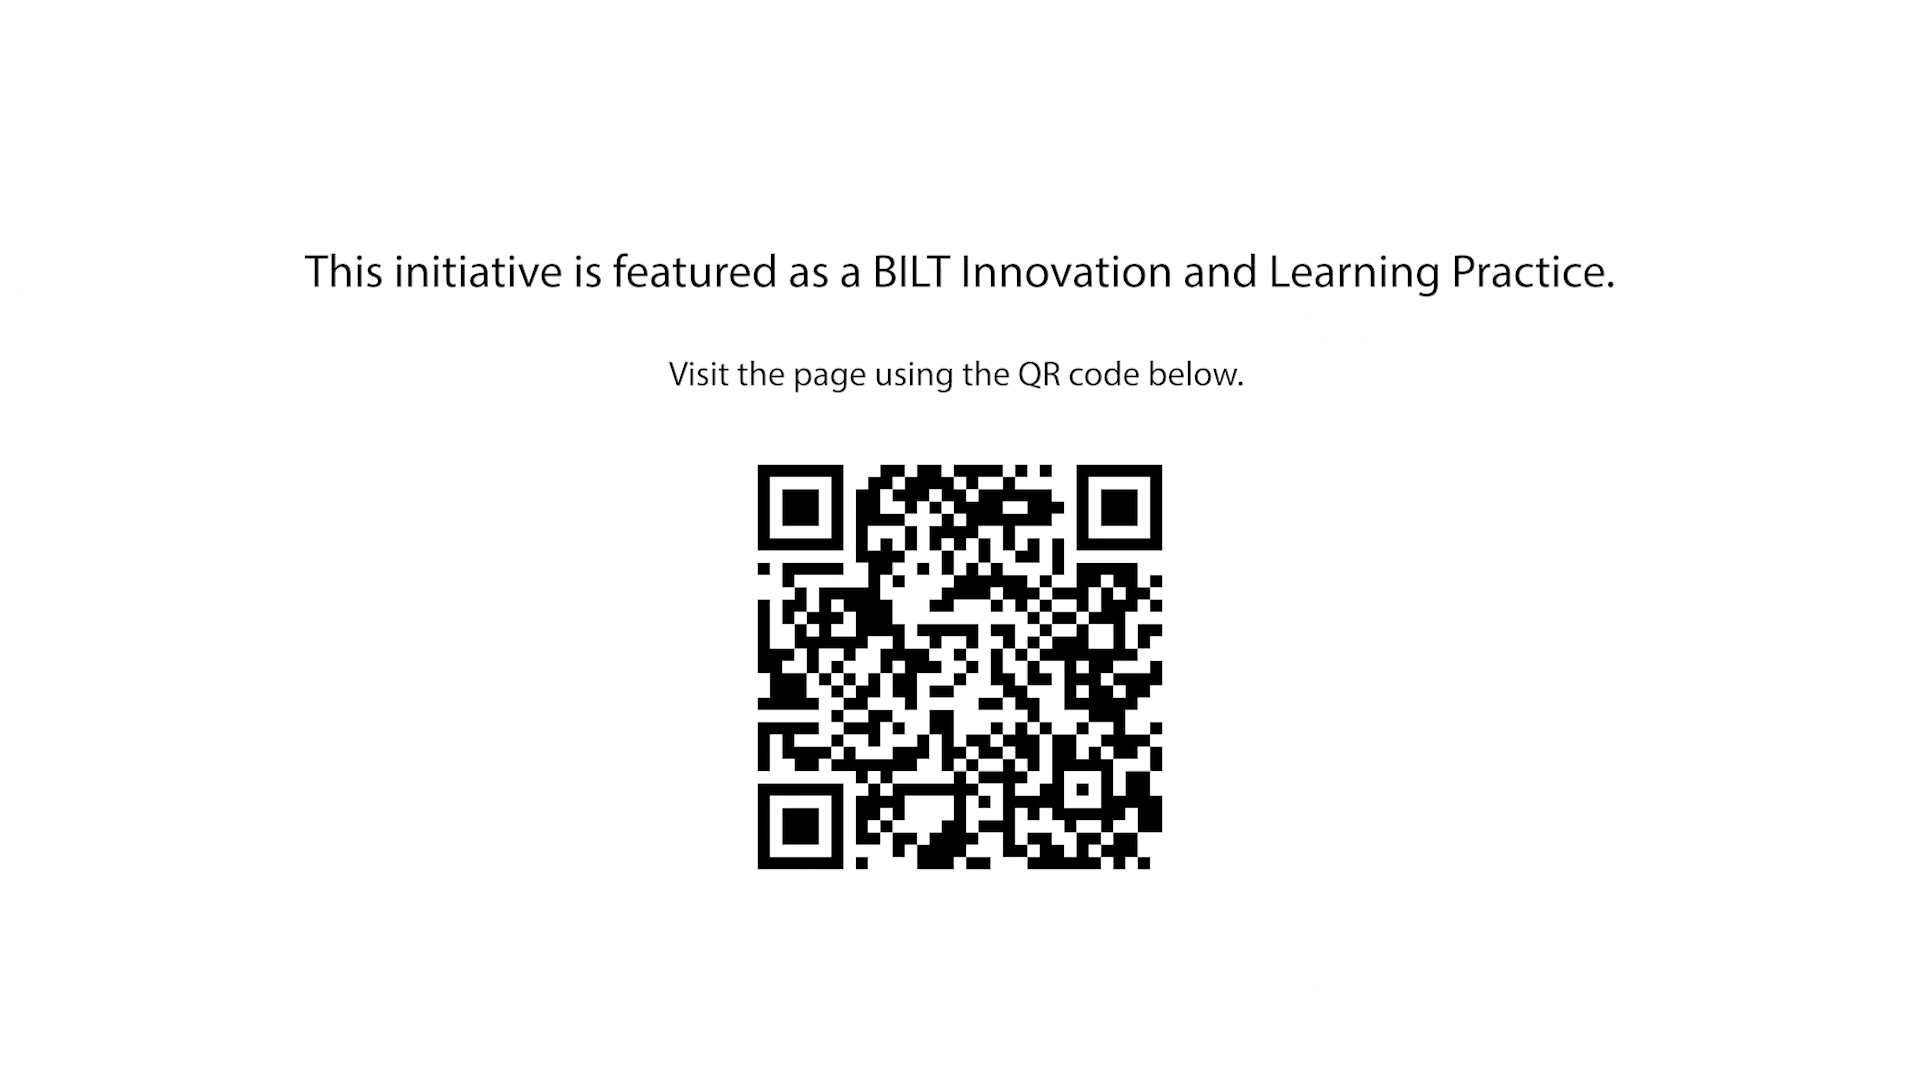 This initiative is featured as a BILT Innovation and Learning Practice.
Visit the page using the QR code below.